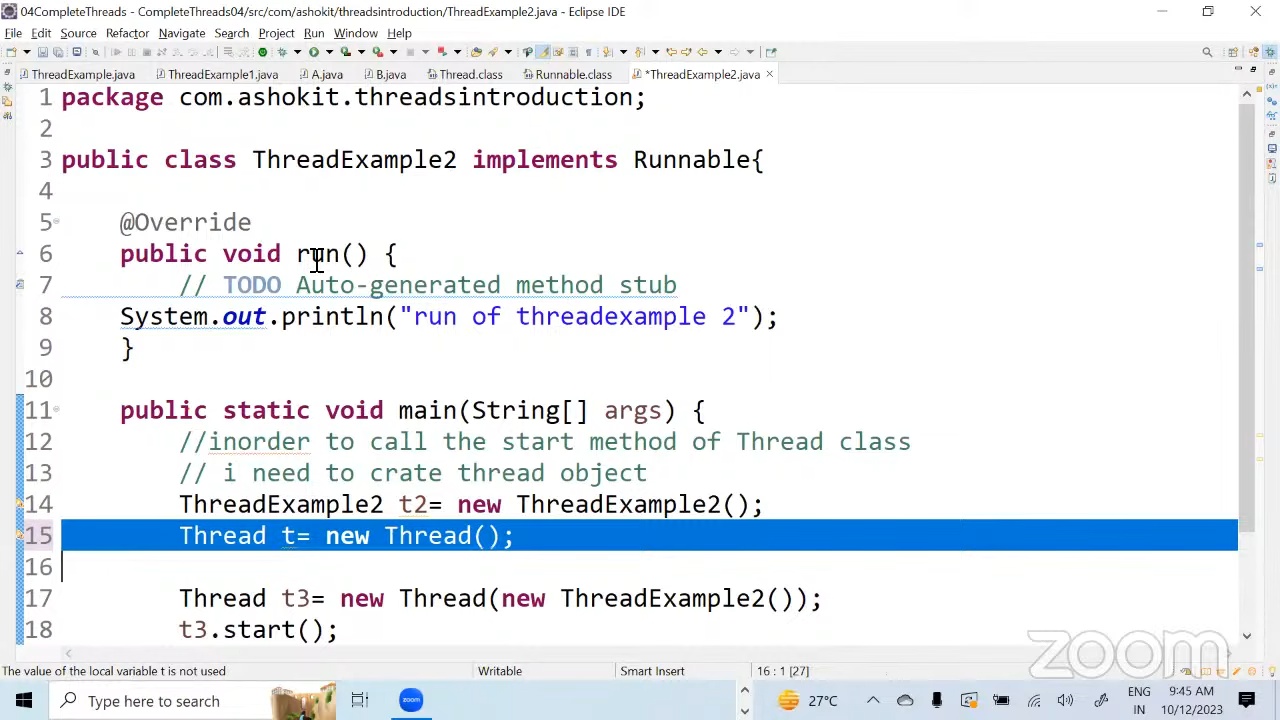 04CompleteThreads - CompleteThreads04/src/com/ashokit/threadsintroduction/ThreadExample2.java - Eclipse IDE
File Edit Source Refactor Navigate Search Project Run Window Help
ThreadExample.java ThreadExample1.java A.java B.java Thread.class Runnable.class *ThreadExample2.java
1 package com.ashokit.threadsintroduction;
2
3 public class ThreadExample2 implements Runnable{
4
5 @Override
6 public void run() {
7 // TODO Auto-generated method stub
8 System.out.println("run of threadexample 2");
9 }
10
11 public static void main(String[] args) {
12 //inorder to call the start method of Thread class
13 // i need to crate thread object
14 ThreadExample2 t2= new ThreadExample2();
15 Thread t= new Thread();
16
17 Thread t3= new Thread(new ThreadExample2());
18 t3.start();
zoom
The value of the local variable t is not used Writable Smart Insert 16 : 1 [27]
Type here to search zoom 27°C ENG 9:45 AM
IN 10/12/2023